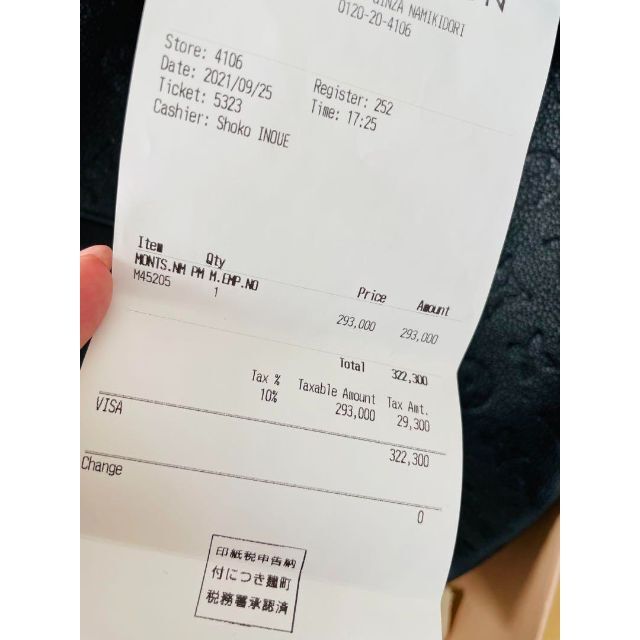 GINZA NAMIKIDORI
0120-20-4106
Store: 4106
Date: 2021/09/25 Register: 252
Ticket: 5323 Time: 17:25
Cashier: Shoko INOUE
Item Qty Price Amount
MONTS.NM PM M.EMP.NO
M45205 1 293,000 293,000
Total 322,300
Tax % Taxable Amount Tax Amt.
10% 293,000 29,300
VISA 322,300
Change 0
印紙税申告納
付につき麹町
税務署承認済